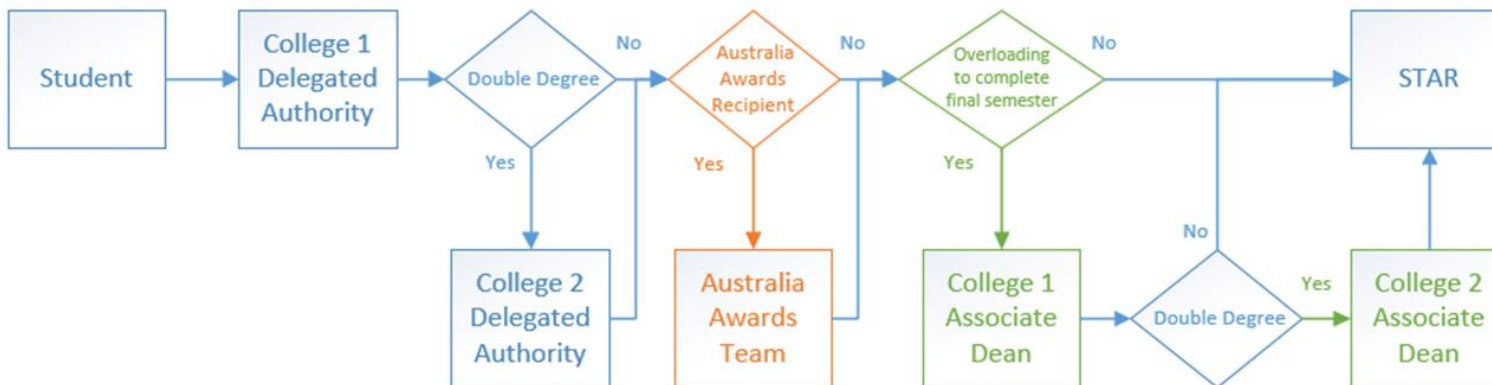 Student
College 1
Delegated
Authority
Double Degree
No
Yes
College 2
Delegated
Authority
Australia
Awards
Recipient
No
Yes
Australia
Awards
Team
Overloading
to complete
final semester
No
Yes
College 1
Associate
Dean
Double Degree
No
Yes
College 2
Associate
Dean
STAR